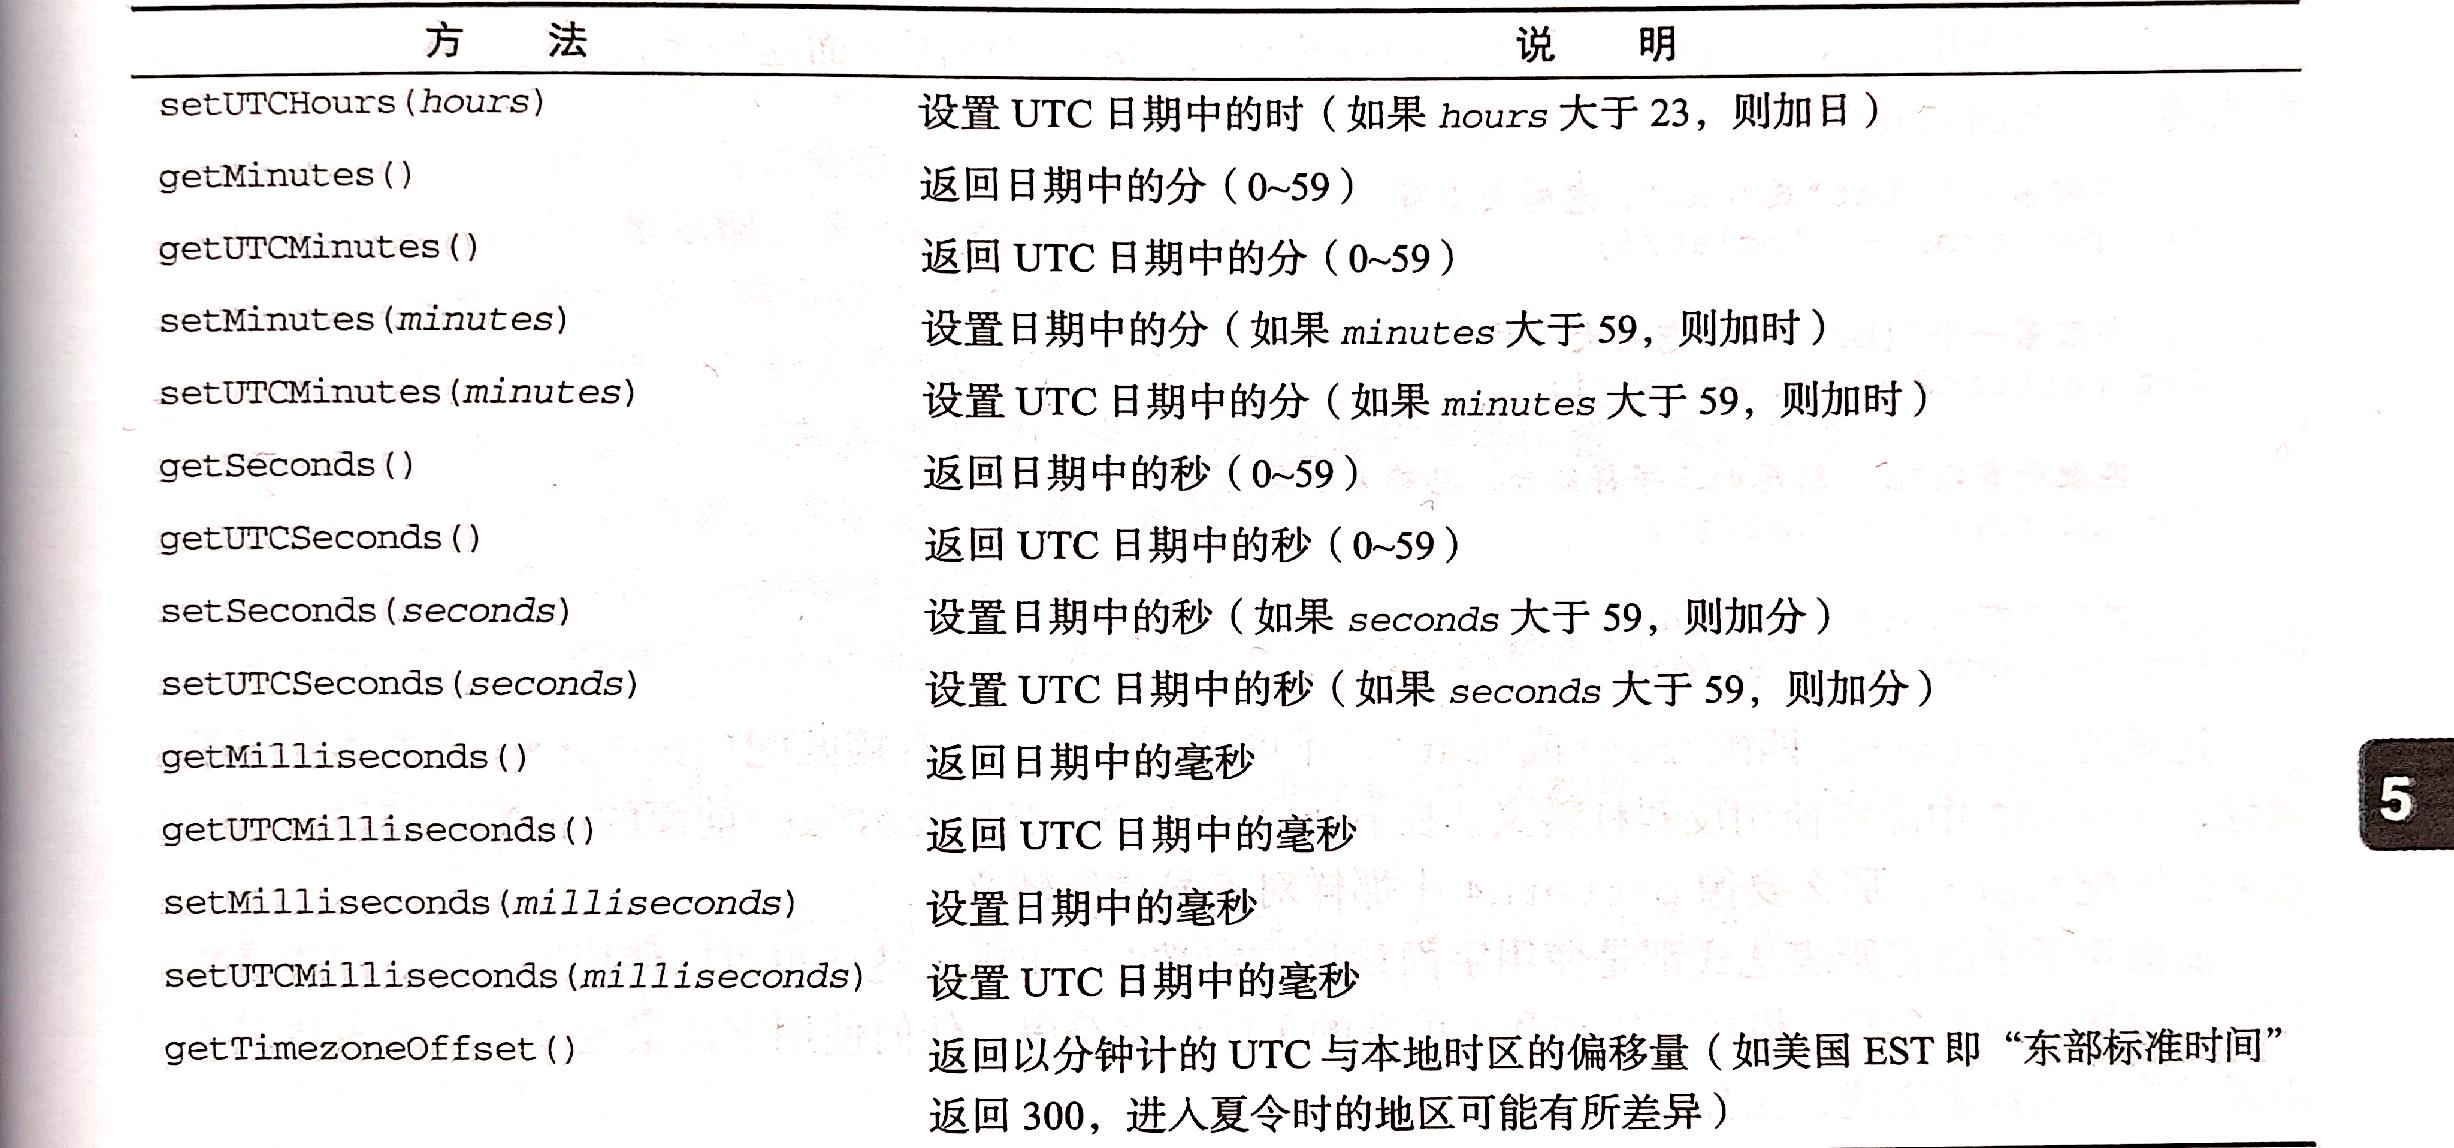 方 法 说 明
setUTCHours(hours) 设置 UTC 日期中的时（如果 hours 大于 23，则加日）
getMinutes() 返回日期中的分（0~59）
getUTCMinutes() 返回 UTC 日期中的分（0~59）
setMinutes(minutes) 设置日期中的分（如果 minutes 大于 59，则加时）
setUTCMinutes(minutes) 设置 UTC 日期中的分（如果 minutes 大于 59，则加时）
getSeconds() 返回日期中的秒（0~59）
getUTCSeconds() 返回 UTC 日期中的秒（0~59）
setSeconds(seconds) 设置日期中的秒（如果 seconds 大于 59，则加分）
setUTCSeconds(seconds) 设置 UTC 日期中的秒（如果 seconds 大于 59，则加分）
getMilliseconds() 返回日期中的毫秒
getUTCMilliseconds() 返回 UTC 日期中的毫秒
setMilliseconds(milliseconds) 设置日期中的毫秒
setUTCMilliseconds(milliseconds) 设置 UTC 日期中的毫秒
getTimezoneOffset() 返回以分钟计的 UTC 与本地时区的偏移量（如美国 EST 即“东部标准时间”
返回 300，进入夏令时的地区可能有所差异）
5